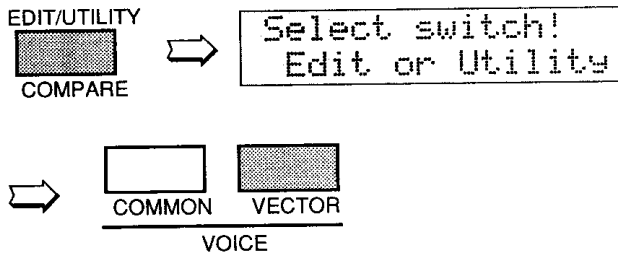 EDIT/UTILITY
COMPARE
Select switch!
Edit or Utility
COMMON VECTOR
VOICE